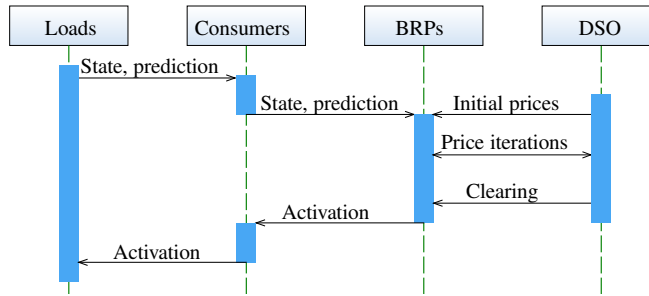 Loads Consumers BRPs DSO
State, prediction
State, prediction Initial prices
Price iterations
Clearing
Activation
Activation